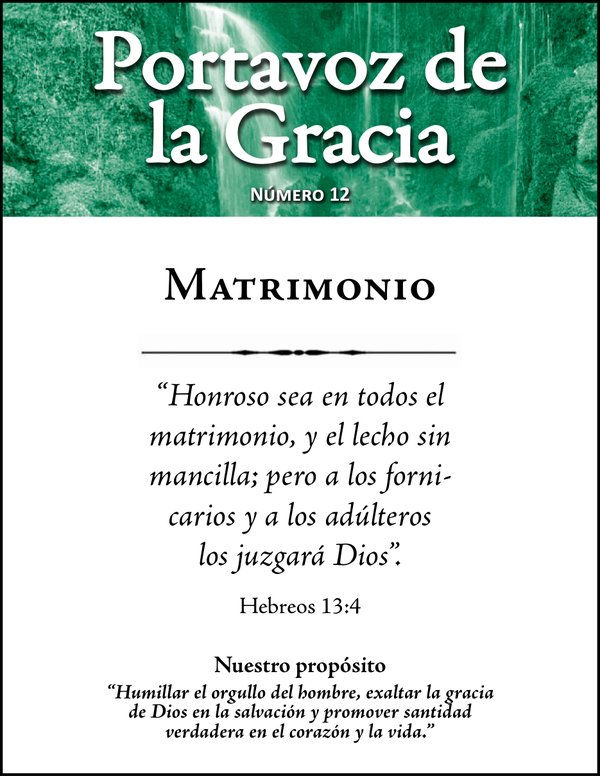 Portavoz de
la Gracia
NÚMERO 12
MATRIMONIO
“Honroso sea en todos el
matrimonio, y el lecho sin
mancilla; pero a los forni-
carios y a los adúlteros
los juzgará Dios”.
Hebreos 13:4
Nuestro propósito
“Humillar el orgullo del hombre, exaltar la gracia
de Dios en la salvación y promover santidad
verdadera en el corazón y la vida.”